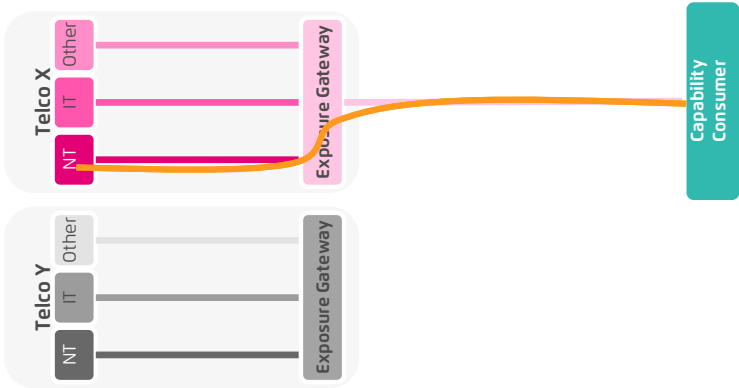 Telco X
Other
IT
NT
Exposure Gateway
Capability
Consumer
Telco Y
Other
IT
NT
Exposure Gateway